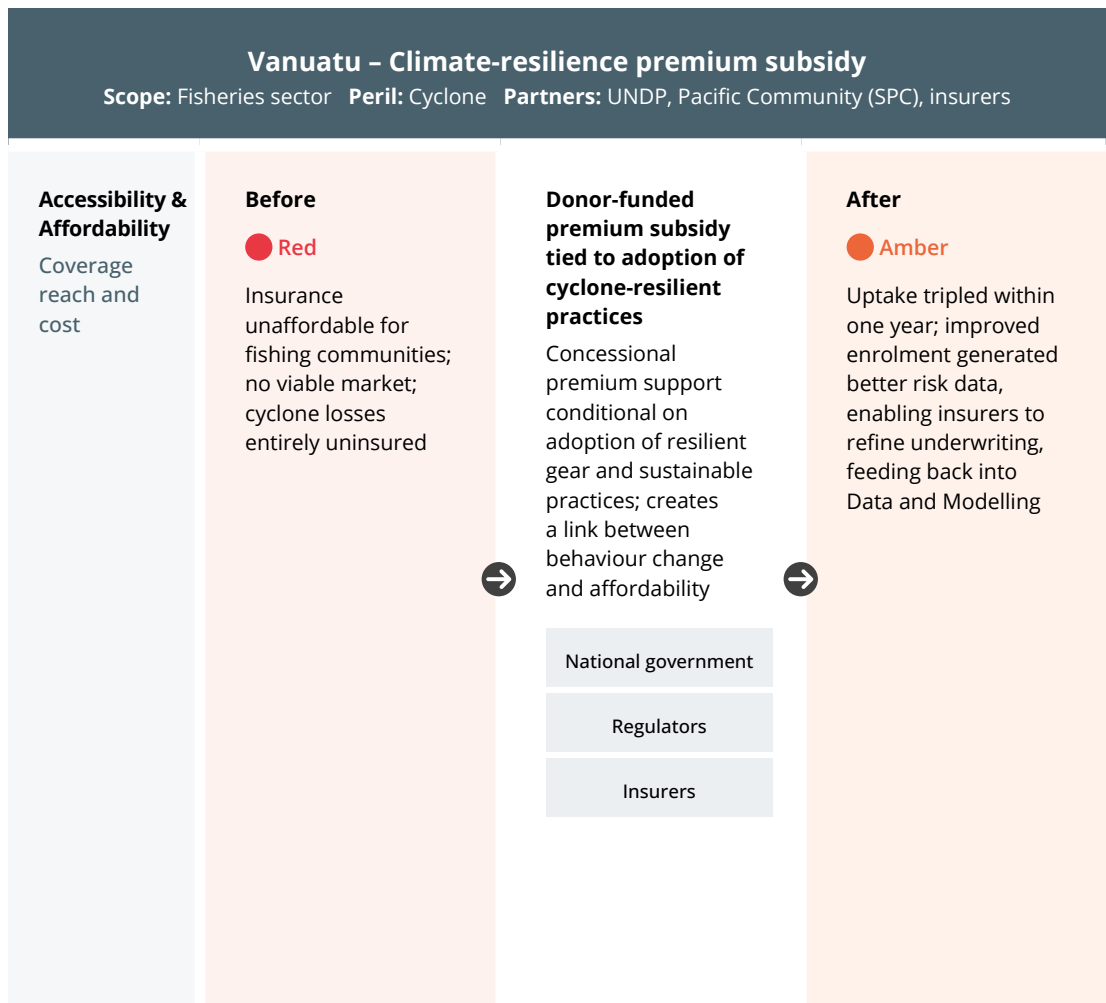 Vanuatu – Climate-resilience premium subsidy
Scope: Fisheries sector Peril: Cyclone Partners: UNDP, Pacific Community (SPC), insurers
Accessibility &
Affordability
Coverage
reach and
cost
Before
Red
Insurance
unaffordable for
fishing communities;
no viable market;
cyclone losses
entirely uninsured
Donor-funded
premium subsidy
tied to adoption of
cyclone-resilient
practices
Concessional
premium support
conditional on
adoption of resilient
gear and sustainable
practices; creates
a link between
behaviour change
and affordability
National government
Regulators
Insurers
After
Amber
Uptake tripled within
one year; improved
enrolment generated
better risk data,
enabling insurers to
refine underwriting,
feeding back into
Data and Modelling